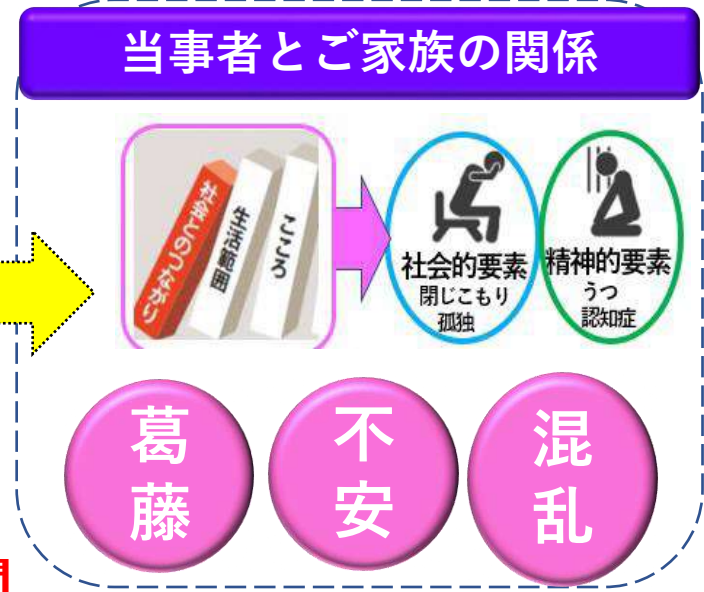 当事者とご家族の関係
社会とのつながり
生活範囲
こころ
社会的要素
閉じこもり
孤独
精神的要素
うつ
認知症
葛藤
不安
混乱